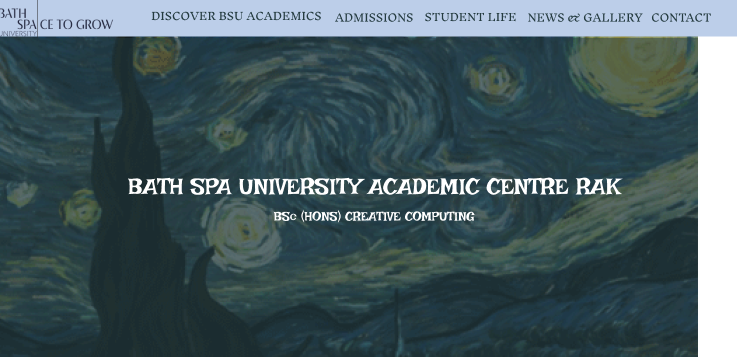 BATH
SPA
CE TO GROW
UNIVERSITY
DISCOVER BSU ACADEMICS
ADMISSIONS
STUDENT LIFE
NEWS & GALLERY
CONTACT
BATH SPA UNIVERSITY ACADEMIC CENTRE RAK
BSc (HONS) CREATIVE COMPUTING